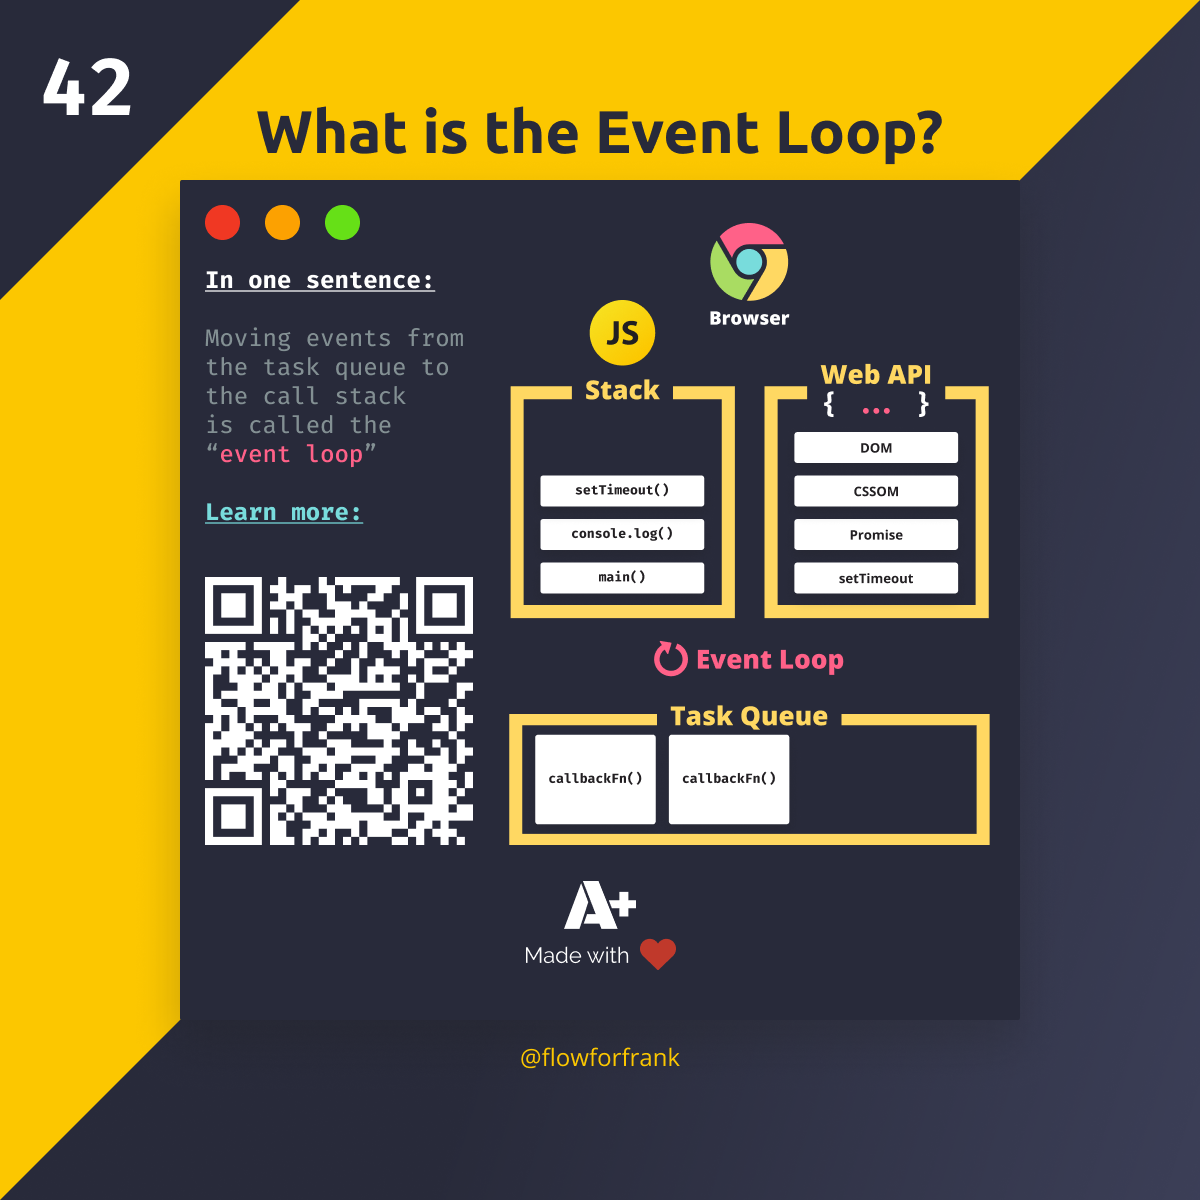 42
What is the Event Loop?
In one sentence:
Moving events from
the task queue to
the call stack
is called the
“event loop”
Learn more:
Browser
JS
Stack
setTimeout()
console.log()
main()
Web API
{ ... }
DOM
CSSOM
Promise
setTimeout
Event Loop
Task Queue
callbackFn() callbackFn()
A+
Made with
@flowforfrank